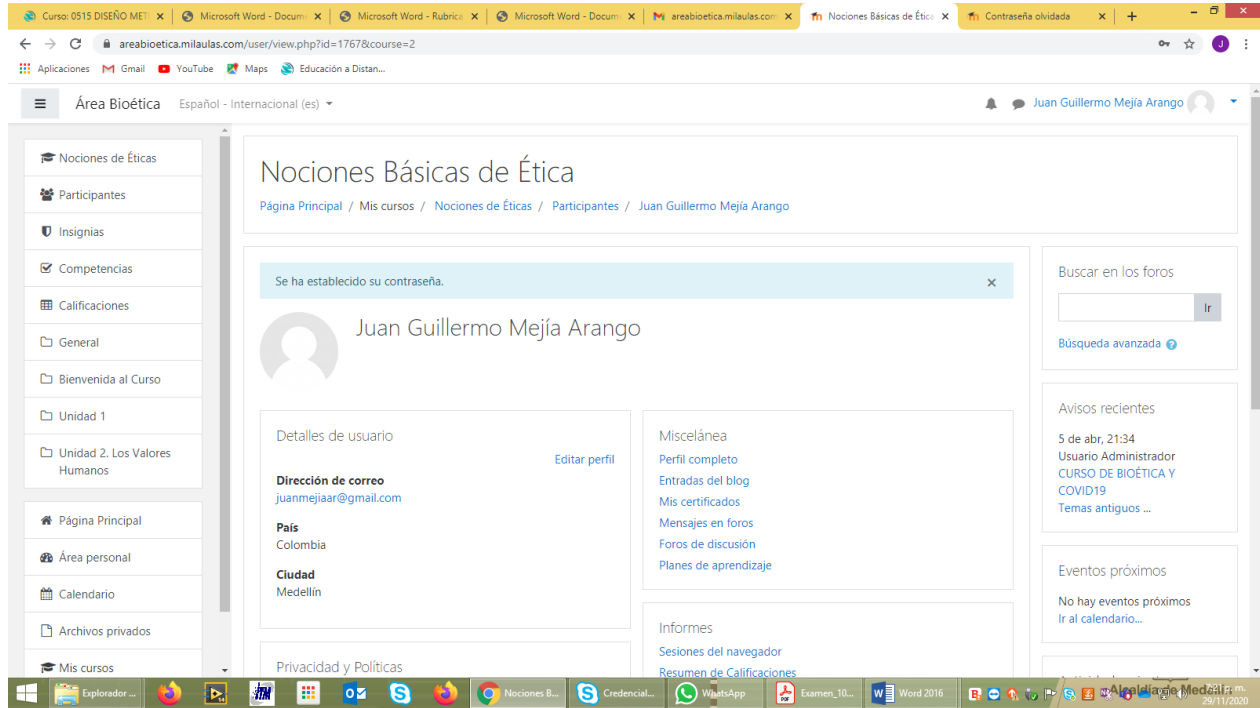 Curso: 0515 DISEÑO MET
Microsoft Word - Docum
Microsoft Word - Rubrica
Microsoft Word - Docum
areabioetica.milaulas.com
Nociones Básicas de Ética
Contraseña olvidada
areabioetica.milaulas.com/user/view.php?id=1767&course=2
J
Aplicaciones
Gmail
YouTube
Maps
Educación a Distan...
Área Bioética
Español - Internacional (es)
Juan Guillermo Mejía Arango
Nociones de Éticas
Participantes
Insignias
Competencias
Calificaciones
General
Bienvenida al Curso
Unidad 1
Unidad 2. Los Valores
Humanos
Página Principal
Área personal
Calendario
Archivos privados
Mis cursos
Nociones Básicas de Ética
Página Principal / Mis cursos / Nociones de Éticas / Participantes / Juan Guillermo Mejía Arango
Se ha establecido su contraseña.
Juan Guillermo Mejía Arango
Detalles de usuario
Editar perfil
Dirección de correo
juanmejiaar@gmail.com
País
Colombia
Ciudad
Medellín
Privacidad y Políticas
Miscelánea
Perfil completo
Entradas del blog
Mis certificados
Mensajes en foros
Foros de discusión
Planes de aprendizaje
Informes
Sesiones del navegador
Resumen de Calificaciones
Buscar en los foros
Ir
Búsqueda avanzada
Avisos recientes
5 de abr, 21:34
Usuario Administrador
CURSO DE BIOÉTICA Y
COVID19
Temas antiguos ...
Eventos próximos
No hay eventos próximos
Ir al calendario...
Explorador ...
Nociones B...
Credencial...
WhatsApp
Examen_10...
Word 2016
Alcaldía de Medellín
29/11/2020